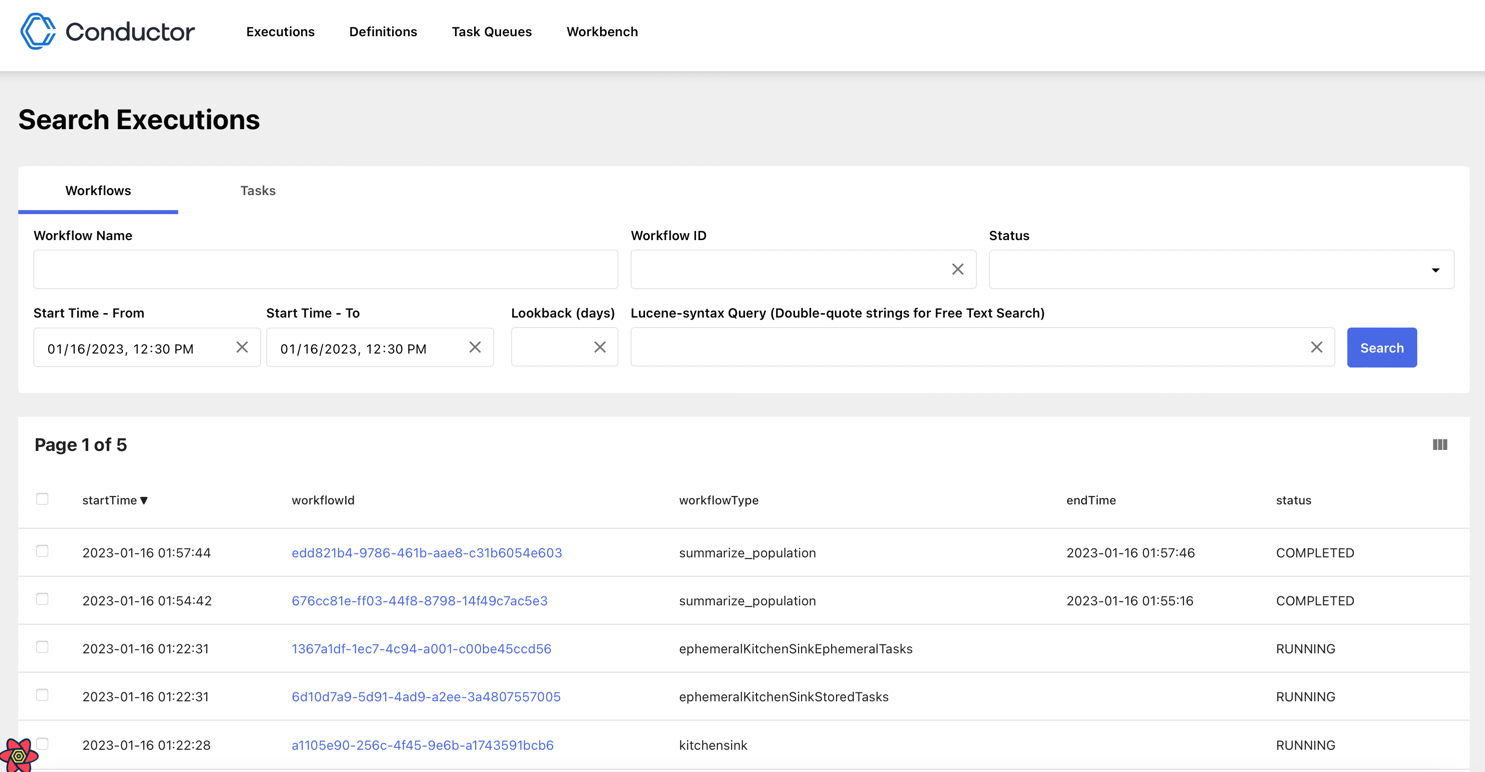 Conductor Executions Definitions Task Queues Workbench
Search Executions
Workflows Tasks
Workflow Name Workflow ID Status
Start Time - From Start Time - To Lookback (days) Lucene-syntax Query (Double-quote strings for Free Text Search)
01/16/2023, 12:30 PM 01/16/2023, 12:30 PM Search
Page 1 of 5
startTime▼ workflowId workflowType endTime status
2023-01-16 01:57:44 edd821b4-9786-461b-aae8-c31b6054e603 summarize_population 2023-01-16 01:57:46 COMPLETED
2023-01-16 01:54:42 676cc81e-ff03-44f8-8798-14f49c7ac5e3 summarize_population 2023-01-16 01:55:16 COMPLETED
2023-01-16 01:22:31 1367a1df-1ec7-4c94-a001-c00be45ccd56 ephemeralKitchenSinkEphemeralTasks RUNNING
2023-01-16 01:22:31 6d10d7a9-5d91-4ad9-a2ee-3a4807557005 ephemeralKitchenSinkStoredTasks RUNNING
2023-01-16 01:22:28 a1105e90-256c-4f45-9e6b-a1743591bcb6 kitchensink RUNNING